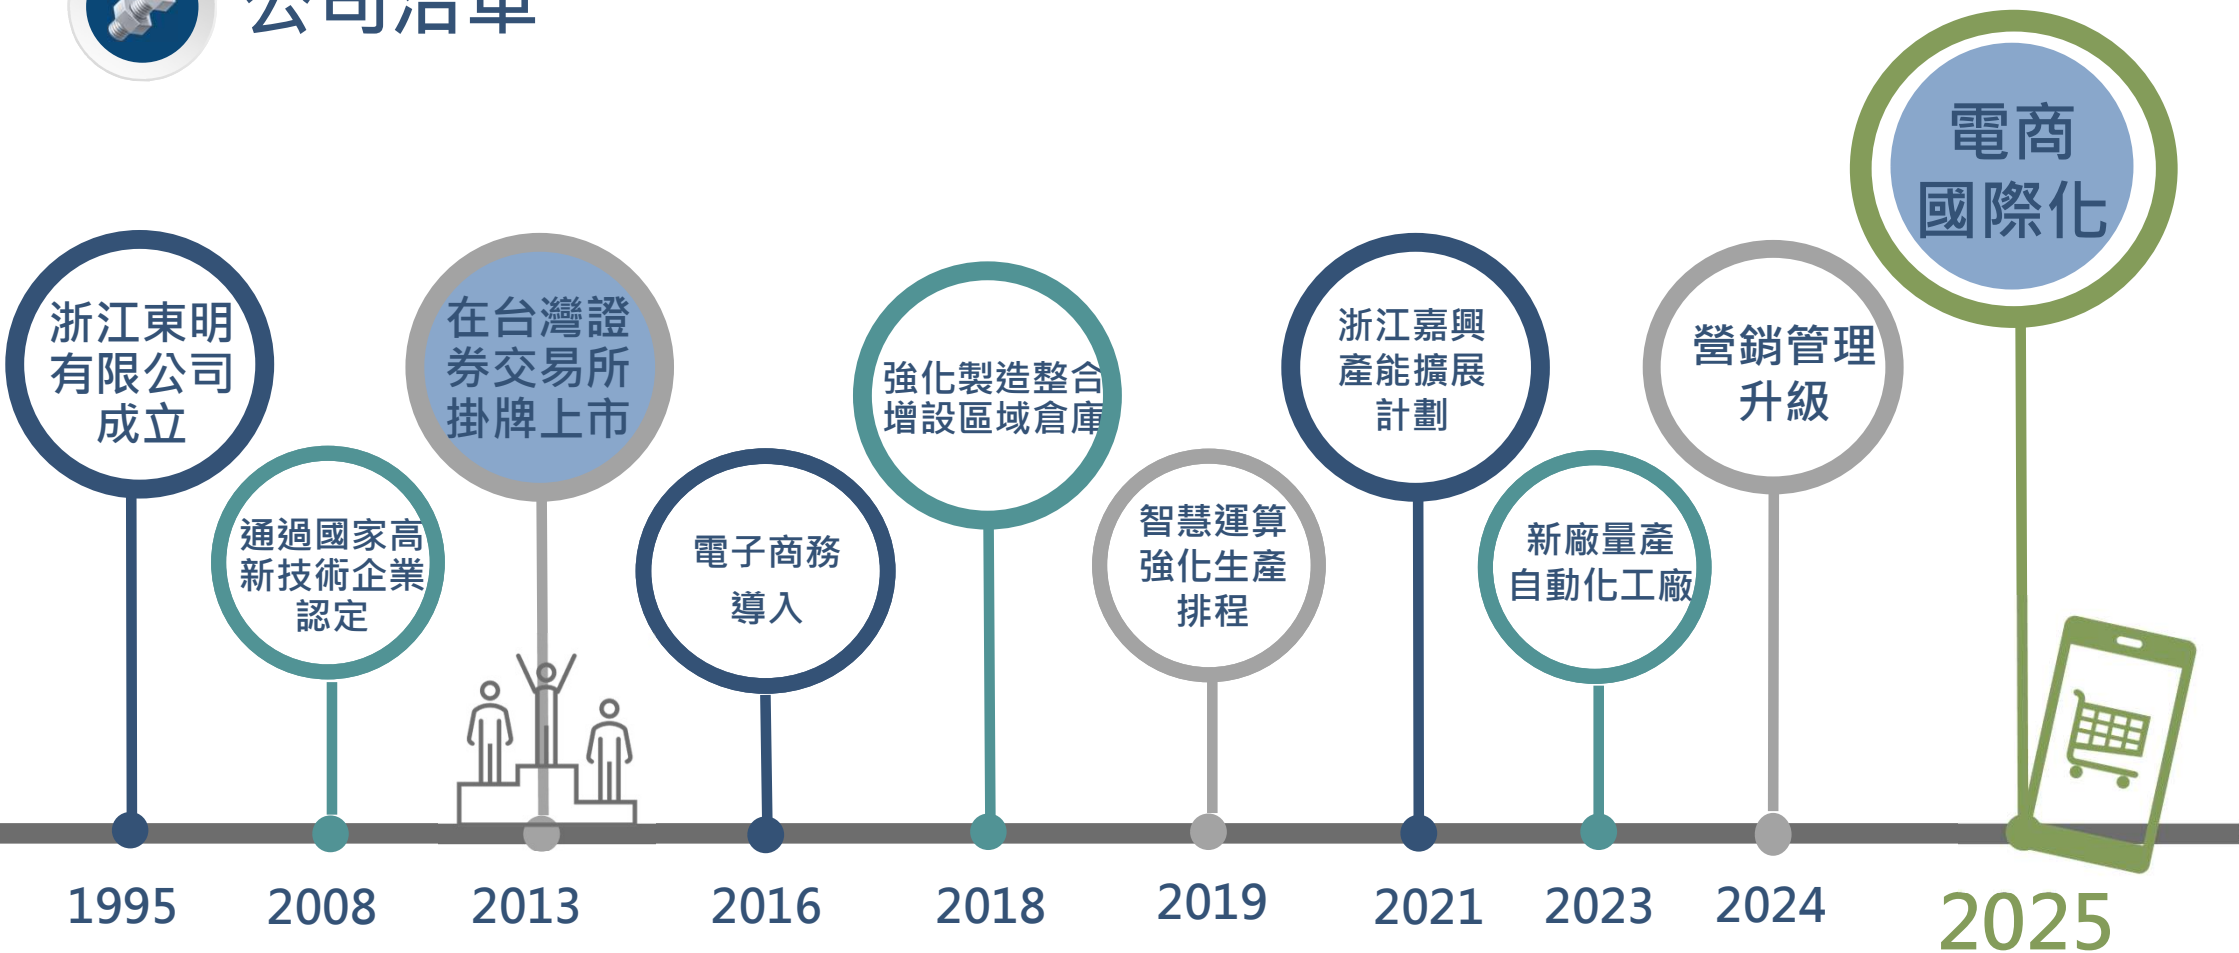 公司沿革
浙江東明
有限公司
成立
1995
通過國家高
新技術企業
認定
2008
在台灣證
券交易所
掛牌上市
2013
電子商務
導入
2016
強化製造整合
增設區域倉庫
2018
智慧運算
強化生產
排程
2019
浙江嘉興
產能擴展
計劃
2021
新廠量產
自動化工廠
2023
營銷管理
升級
2024
電商
國際化
2025